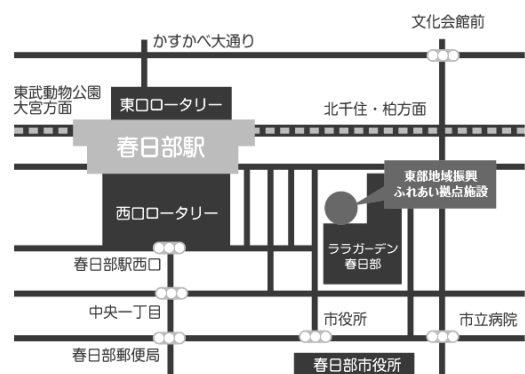 文化会館前
かすかべ大通り
東武動物公園
大宮方面
東口ロータリー
北千住・柏方面
春日部駅
東部地域振興
ふれあい拠点施設
西口ロータリー
ララガーデン
春日部
春日部駅西口
中央一丁目
市役所
市立病院
春日部郵便局
春日部市役所